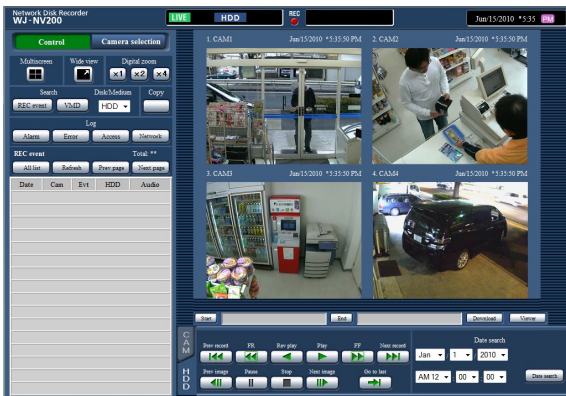 Network Disk Recorder
WJ-NV200
LIVE HDD REC Jun/15/2010 *5:35 PM
Control Camera selection
Multiscreen Wide view Digital zoom
x1 x2 x4
Search Disk/Medium Copy
REC event VMD HDD
Log
Alarm Error Access Network
REC event Total: **
All list Refresh Prev page Next page
Date Cam Evt HDD Audio
1. CAM1 Jun/15/2010 *5:35:50 PM
2. CAM2 Jun/15/2010 *5:35:50 PM
3. CAM3 Jun/15/2010 *5:35:50 PM
4. CAM4 Jun/15/2010 *5:35:50 PM
Start End Download Viewer
CAM
HDD
Prev record FR Rev play Play FF Next record
Prev image Pause Stop Next image Go to last
Date search
Jan 1 2010
AM 12 00 00 Date search